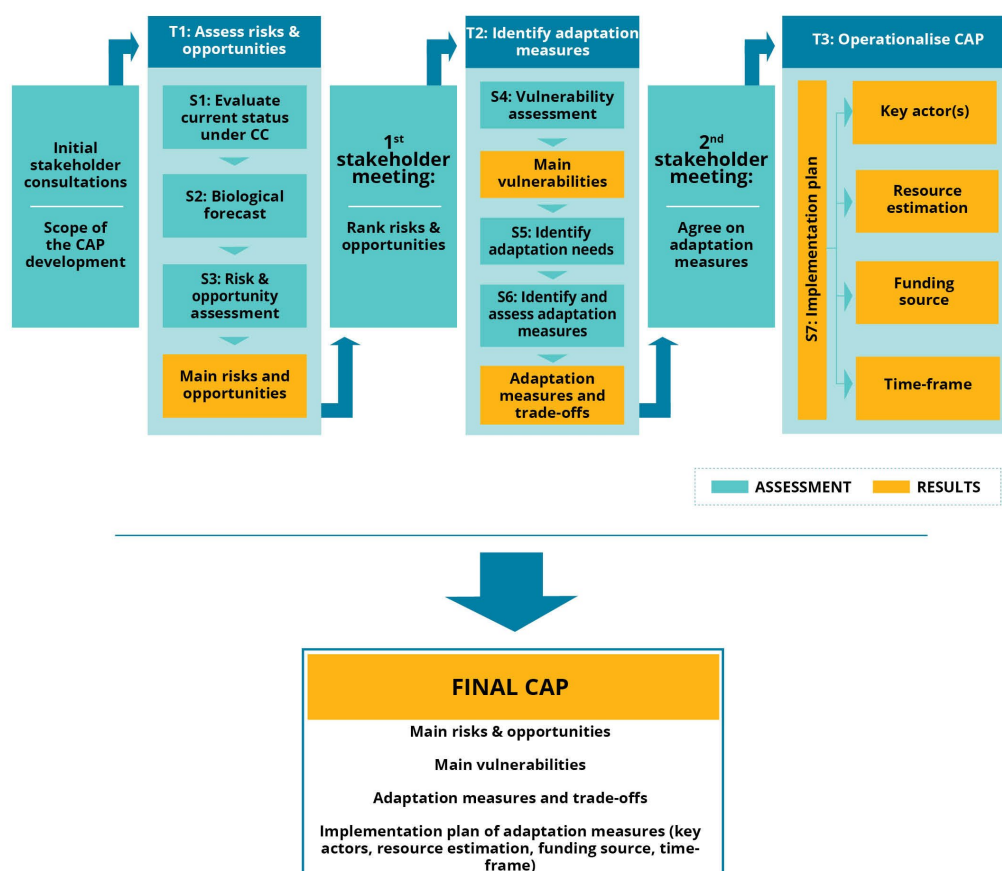 Initial
stakeholder
consultations
Scope of
the CAP
development
T1: Assess risks &
opportunities
S1: Evaluate
current status
under CC
S2: Biological
forecast
S3: Risk &
opportunity
assessment
Main risks and
opportunities
1st
stakeholder
meeting:
Rank risks &
opportunities
T2: Identify adaptation
measures
S4: Vulnerability
assessment
Main
vulnerabilities
S5: Identify
adaptation needs
S6: Identify and
assess adaptation
measures
Adaptation
measures and
trade-offs
2nd
stakeholder
meeting:
Agree on
adaptation
measures
T3: Operationalise CAP
S7: Implementation plan
Key actor(s)
Resource
estimation
Funding
source
Time-frame
ASSESSMENT
RESULTS
FINAL CAP
Main risks & opportunities
Main vulnerabilities
Adaptation measures and trade-offs
Implementation plan of adaptation measures (key
actors, resource estimation, funding source, time-
frame)